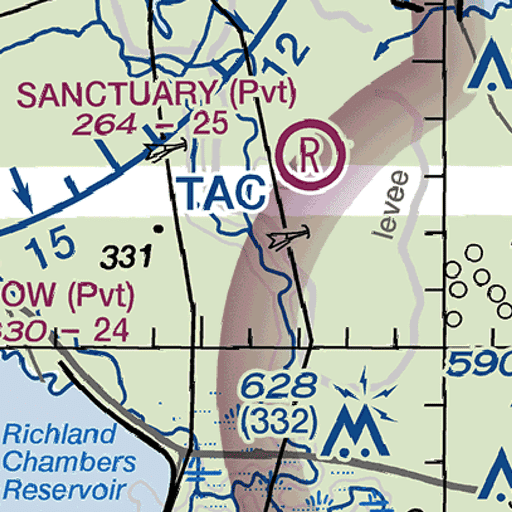 12
SANCTUARY (Pvt)
264 – 25
R
TAC
levee
15
331
OW (Pvt)
30 – 24
590
628
(332)
Richland
Chambers
Reservoir